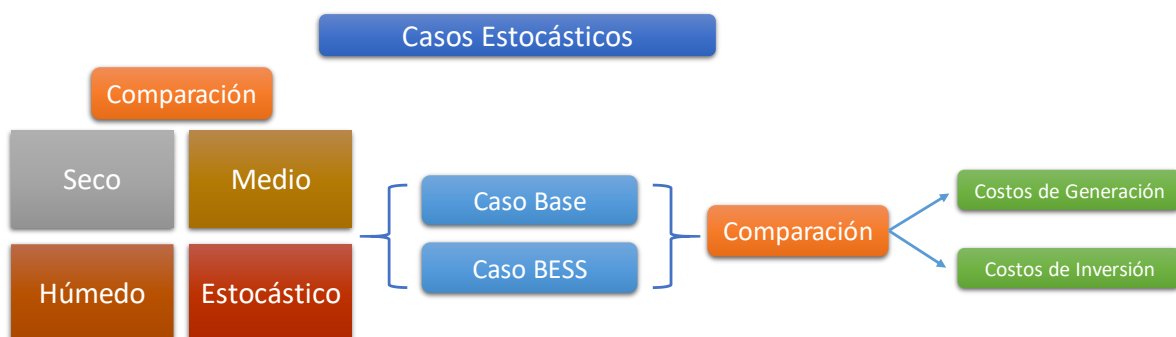 Casos Estocásticos
Comparación
Seco
Medio
Húmedo
Estocástico
Caso Base
Caso BESS
Comparación
Costos de Generación
Costos de Inversión